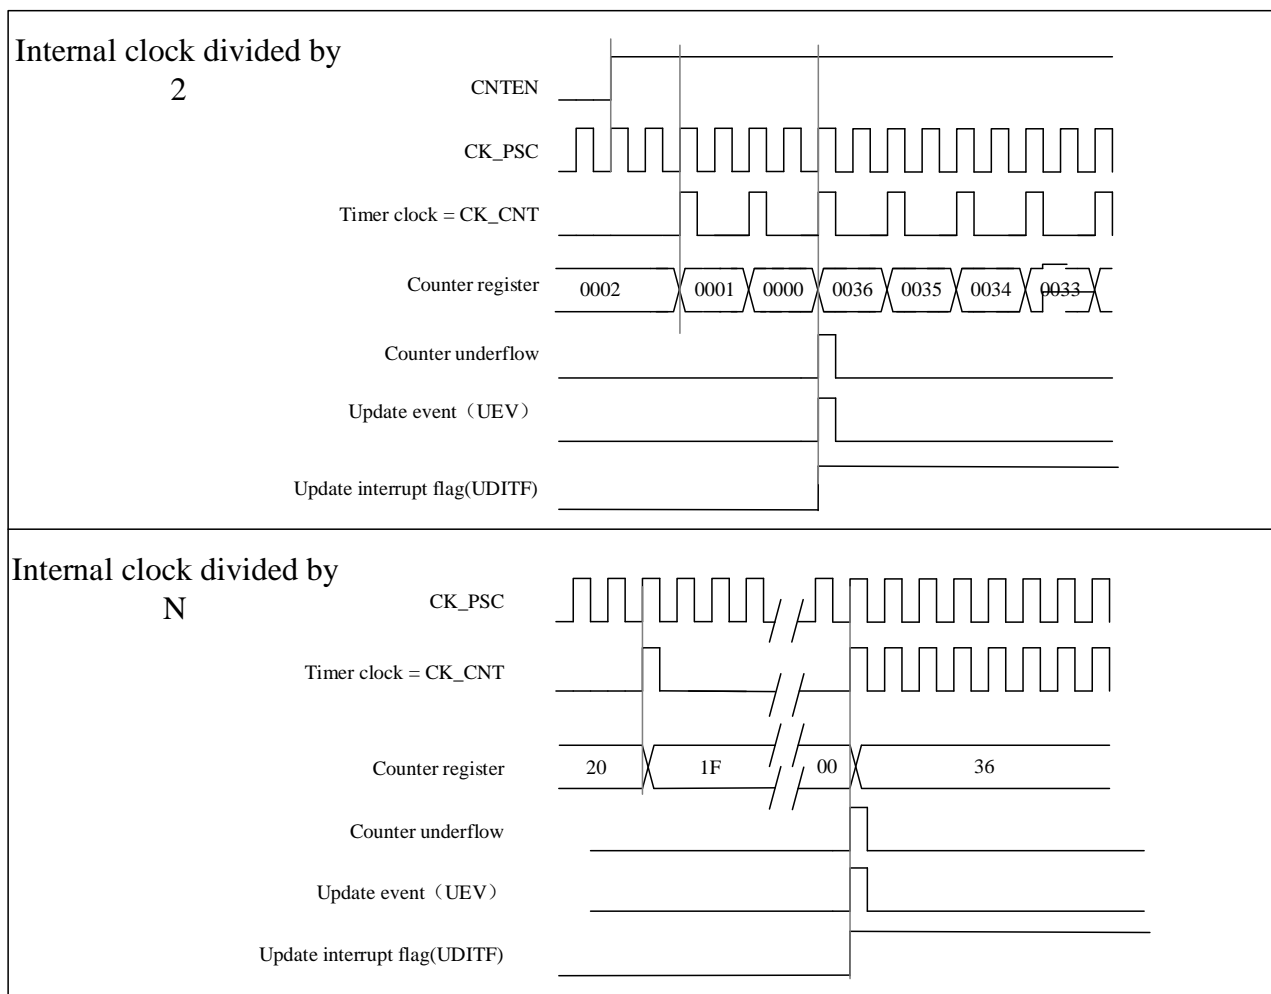 Internal clock divided by
2
CNTEN
CK_PSC
Timer clock = CK_CNT
Counter register
0002
0001
0000
0036
0035
0034
0033
Counter underflow
Update event（UEV）
Update interrupt flag(UDITF)
Internal clock divided by
N
CK_PSC
Timer clock = CK_CNT
Counter register
20
1F
00
36
Counter underflow
Update event（UEV）
Update interrupt flag(UDITF)